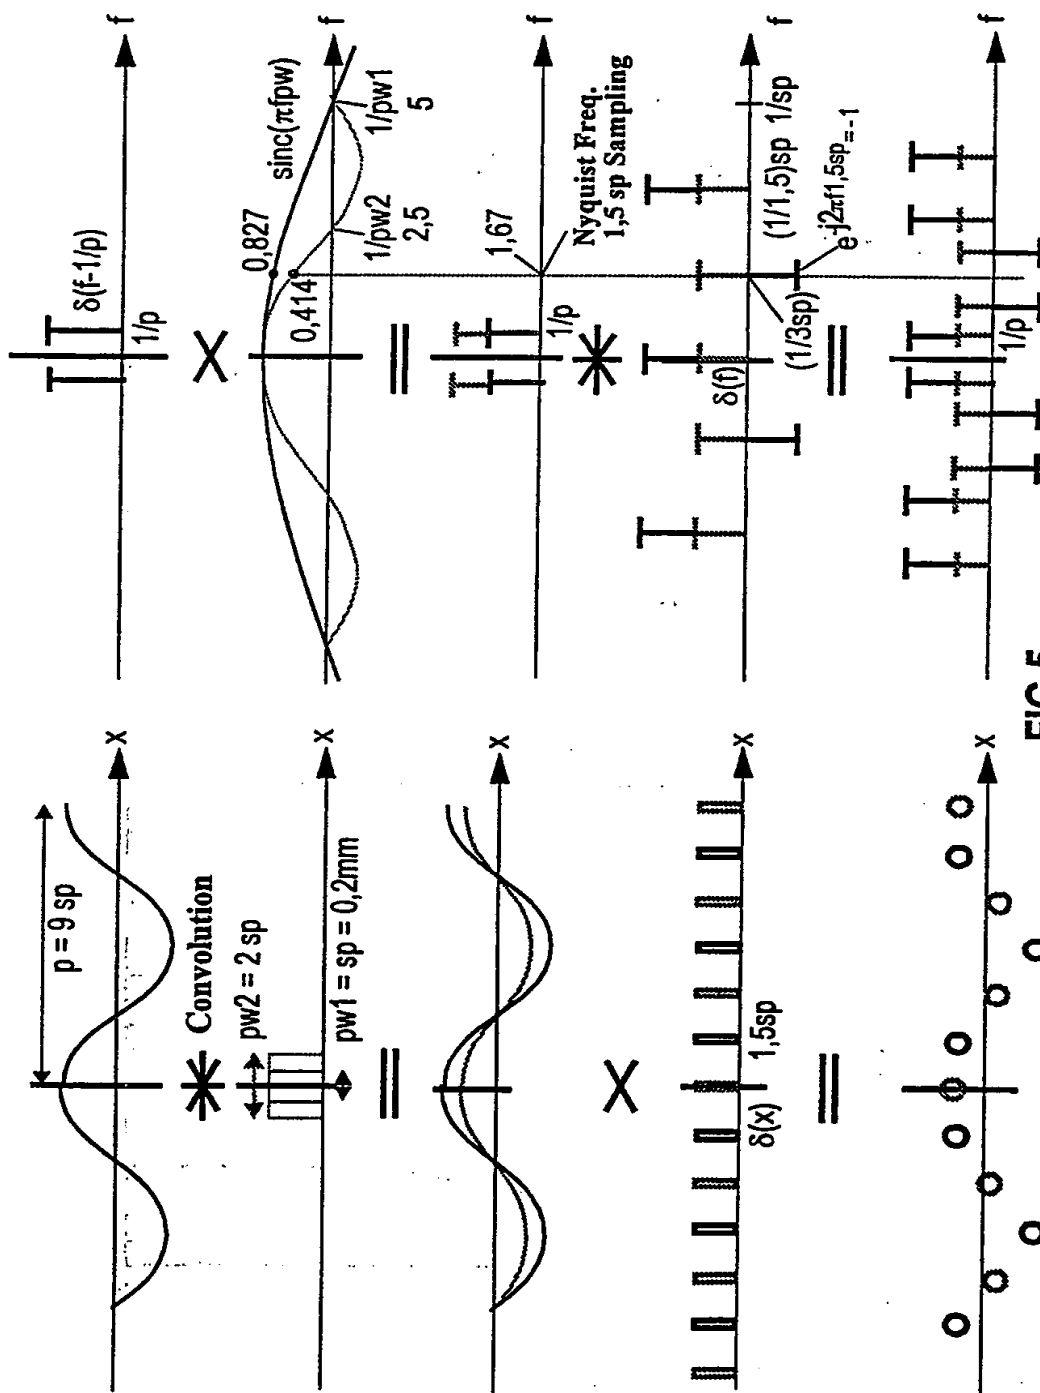 p = 9 sp
x
Convolution
pw2 = 2 sp
pw1 = sp = 0,2mm
x
x
δ(x)
1,5sp
x
x
δ(f-1/p)
1/p
f
sinc(πfpw)
0,827
0,414
1/pw2
2,5
1/pw1
5
f
1/p
1,67
Nyquist Freq.
1,5 sp Sampling
f
δ(f)
(1/3sp)
(1/1,5)sp 1/sp
e-j2πf1,5sp=-1
f
1/p
f
FIG 5